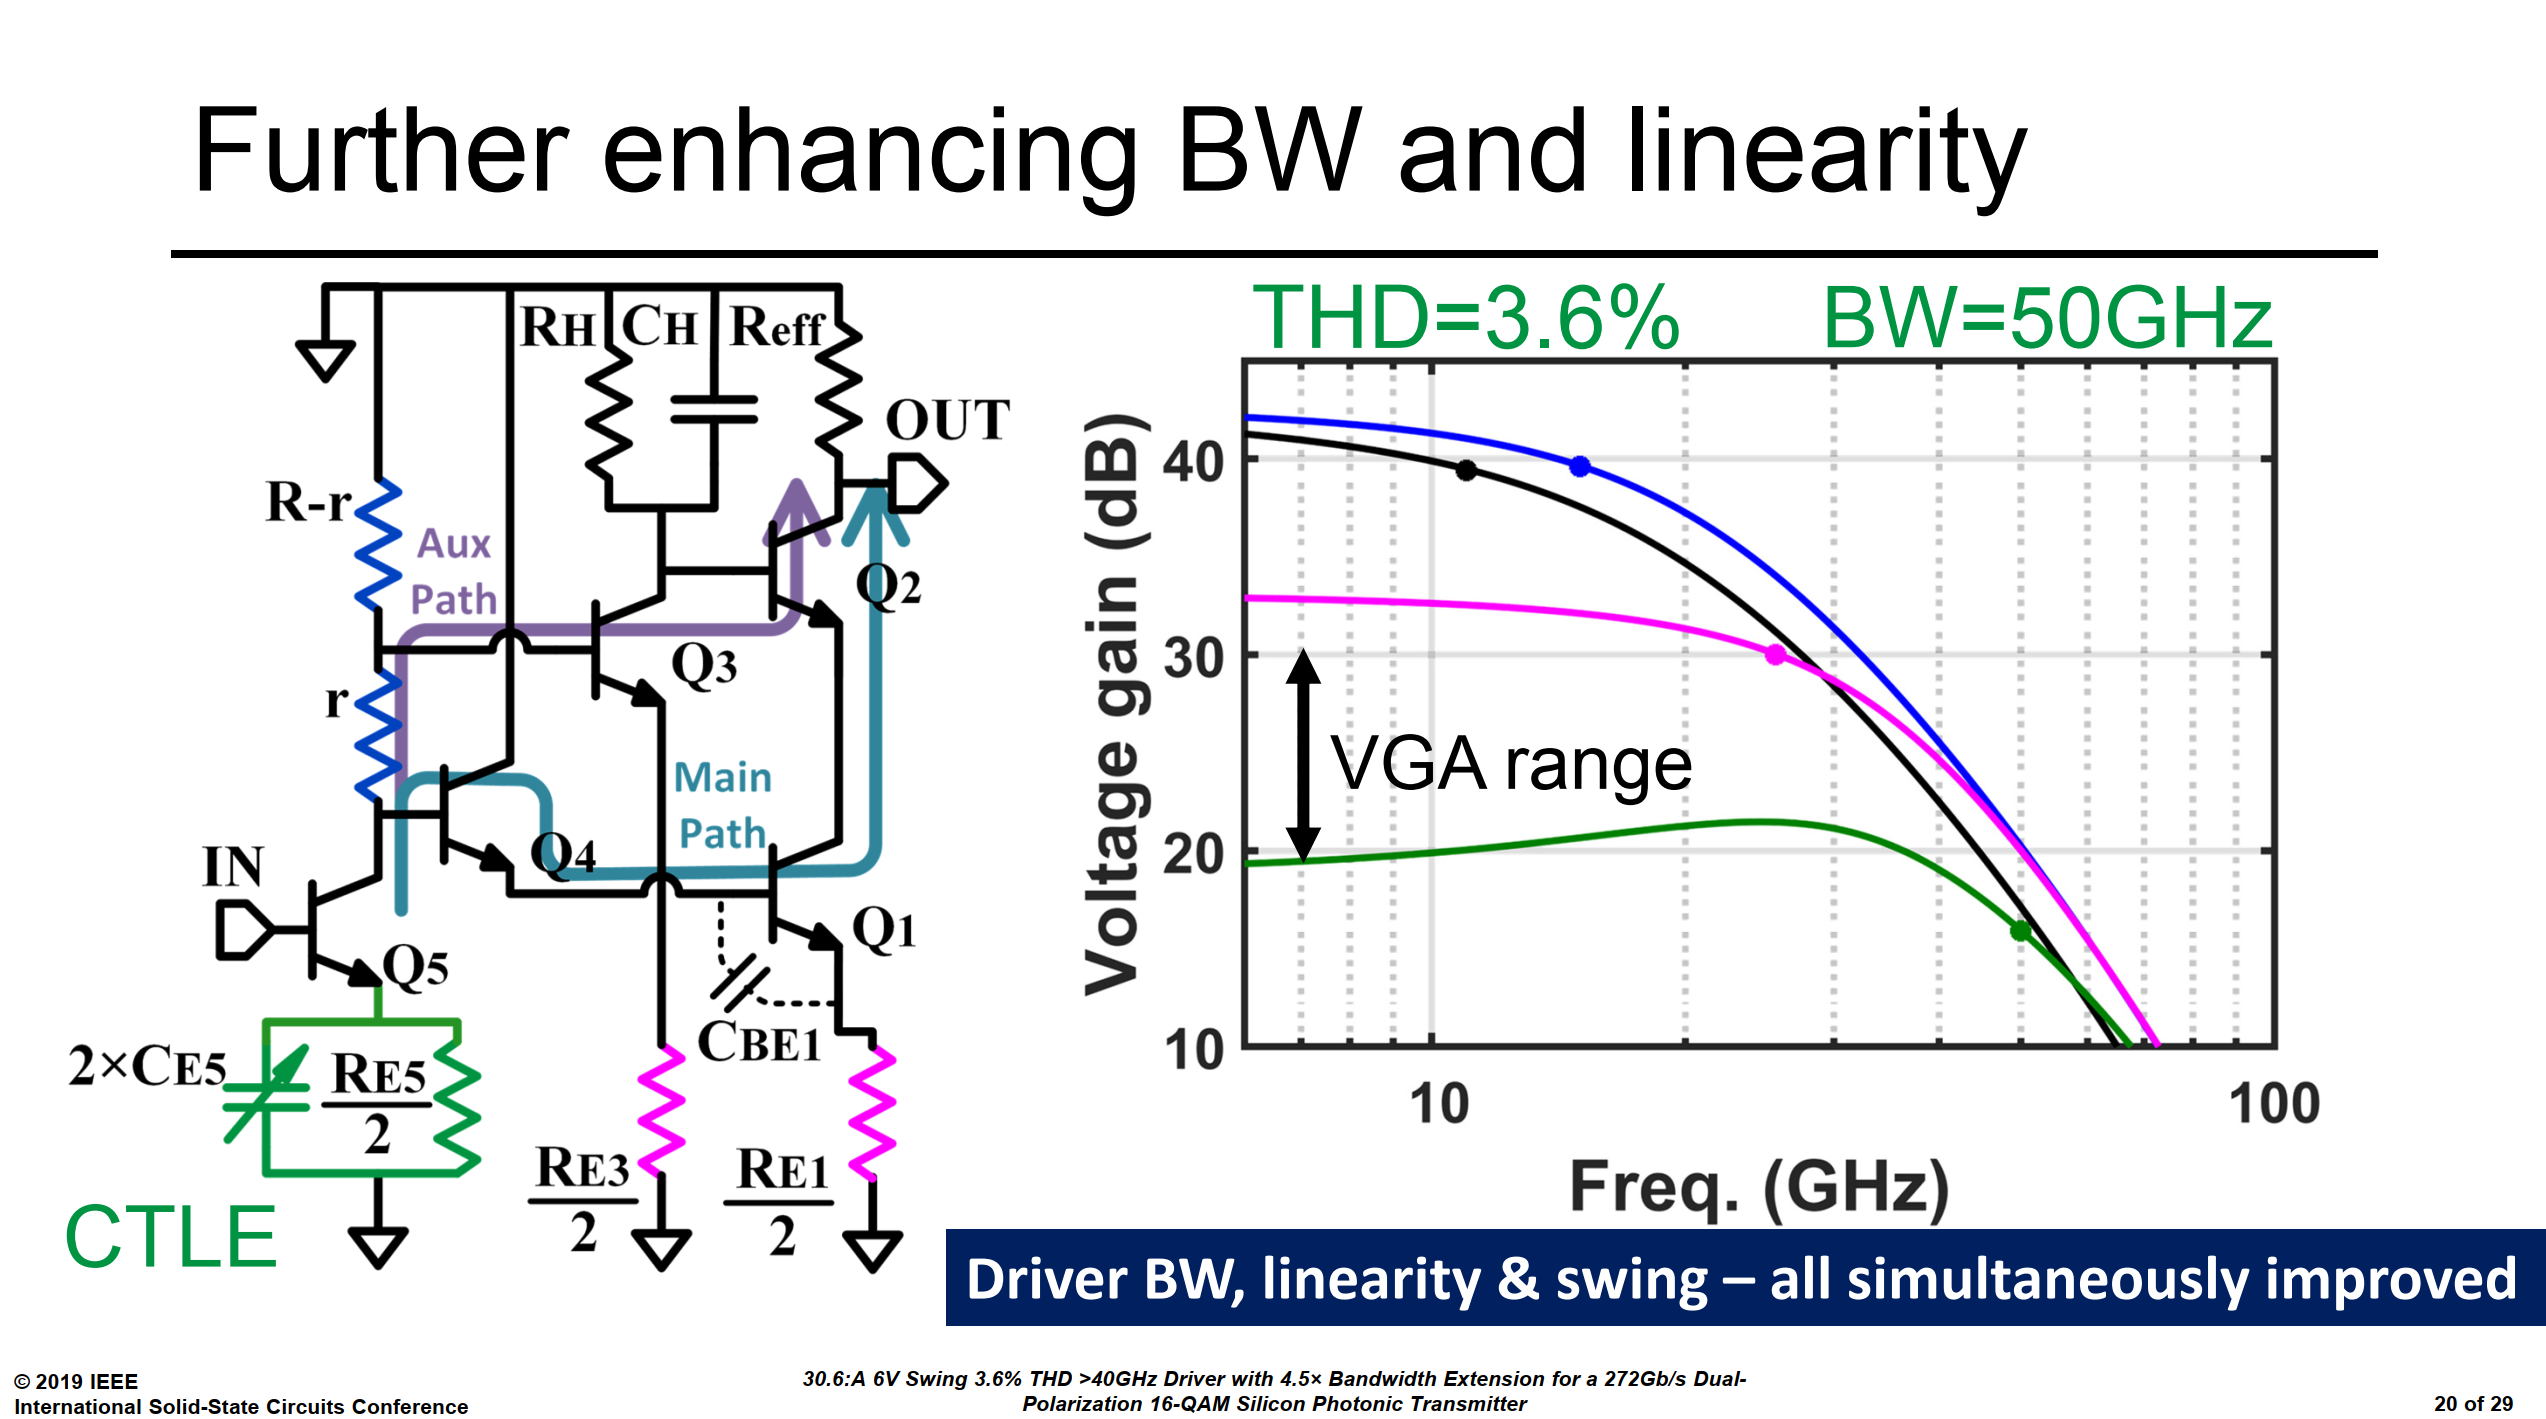 Further enhancing BW and linearity
THD=3.6%
BW=50GHz
RH
CH
Reff
OUT
R-r
Aux
Path
Q2
Q3
r
Main
Path
Q4
IN
Q1
Q5
CBE1
2×CE5
RE5
2
RE3
2
RE1
2
CTLE
Voltage gain (dB)
40
30
20
10
VGA range
10
100
Freq. (GHz)
Driver BW, linearity & swing – all simultaneously improved
© 2019 IEEE
International Solid-State Circuits Conference
30.6:A 6V Swing 3.6% THD >40GHz Driver with 4.5× Bandwidth Extension for a 272Gb/s Dual-
Polarization 16-QAM Silicon Photonic Transmitter
20 of 29